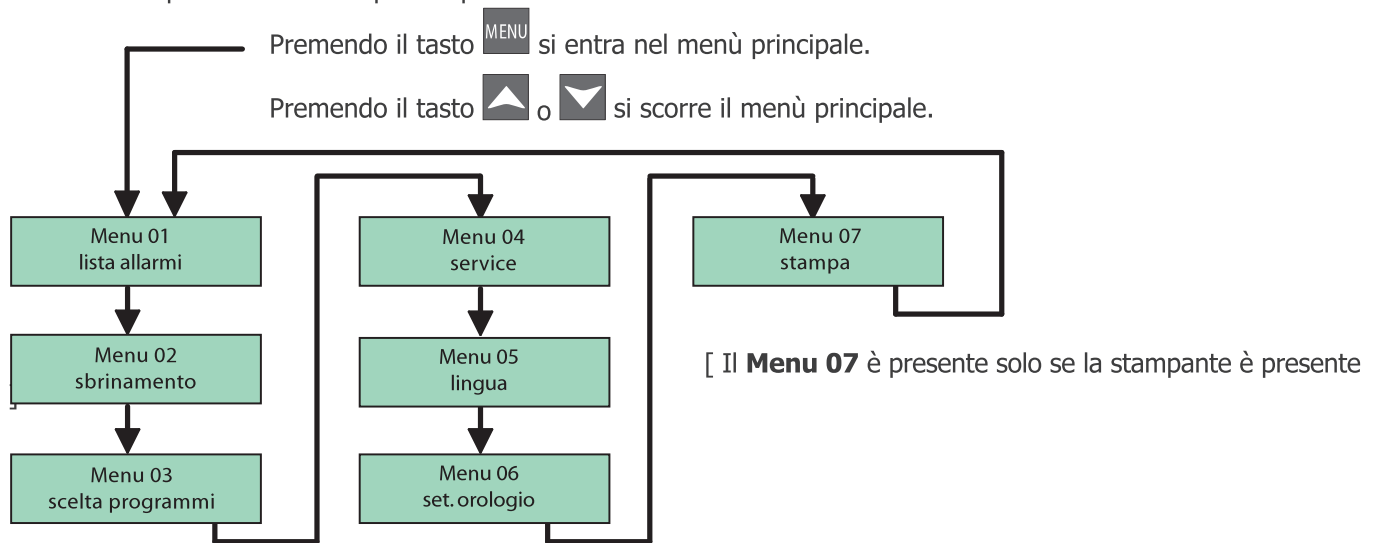 Premendo il tasto MENU si entra nel menù principale.
Premendo il tasto o si scorre il menù principale.
Menu 01
lista allarmi
Menu 02
sbrinamento
Menu 03
scelta programmi
Menu 04
service
Menu 05
lingua
Menu 06
set. orologio
Menu 07
stampa
[ Il Menu 07 è presente solo se la stampante è presente
]